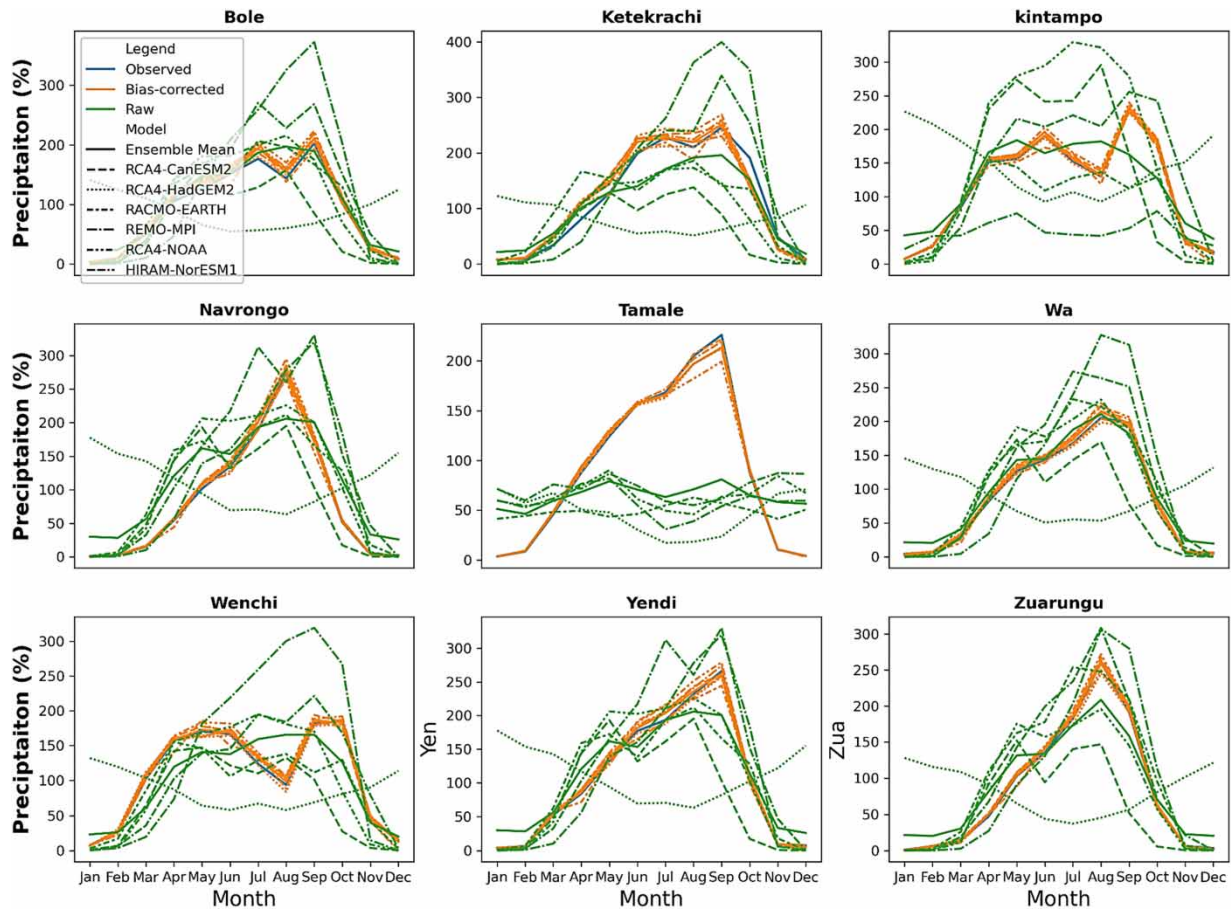 Bole
Ketekrachi
kintampo
Preciptaiton (%)
300
200
100
0
Legend
Observed
Bias-corrected
Raw
Model
Ensemble Mean
RCA4-CanESM2
RCA4-HadGEM2
RACMO-EARTH
REMO-MPI
RCA4-NOAA
HIRAM-NorESM1
400
300
200
100
0
300
250
200
150
100
50
0
Navrongo
Tamale
Wa
Preciptaiton (%)
300
250
200
150
100
50
0
200
150
100
50
0
300
250
200
150
100
50
0
Wenchi
Yendi
Zuarungu
Preciptaiton (%)
300
250
200
150
100
50
0
Yen
300
250
200
150
100
50
0
Zua
300
250
200
150
100
50
0
Jan Feb Mar Apr May Jun Jul Aug Sep Oct Nov Dec
Month
Jan Feb Mar Apr May Jun Jul Aug Sep Oct Nov Dec
Month
Jan Feb Mar Apr May Jun Jul Aug Sep Oct Nov Dec
Month